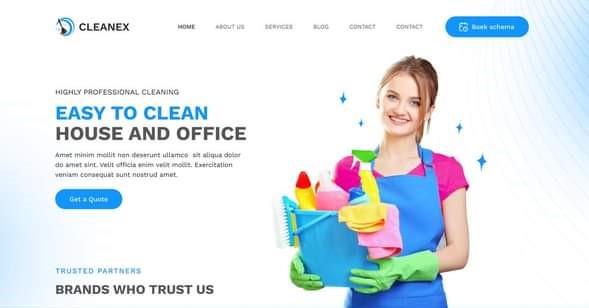 CLEANEX
HOME ABOUT US SERVICES BLOG CONTACT CONTACT
Boek schema
HIGHLY PROFESSIONAL CLEANING
EASY TO CLEAN
HOUSE AND OFFICE
Amet minim mollit non deserunt ullamco sit aliqua dolor
do amet sint. Velit officia enim velit mollit. Exercitation
veniam consequat sunt nostrud amet.
Get a Quote
TRUSTED PARTNERS
BRANDS WHO TRUST US